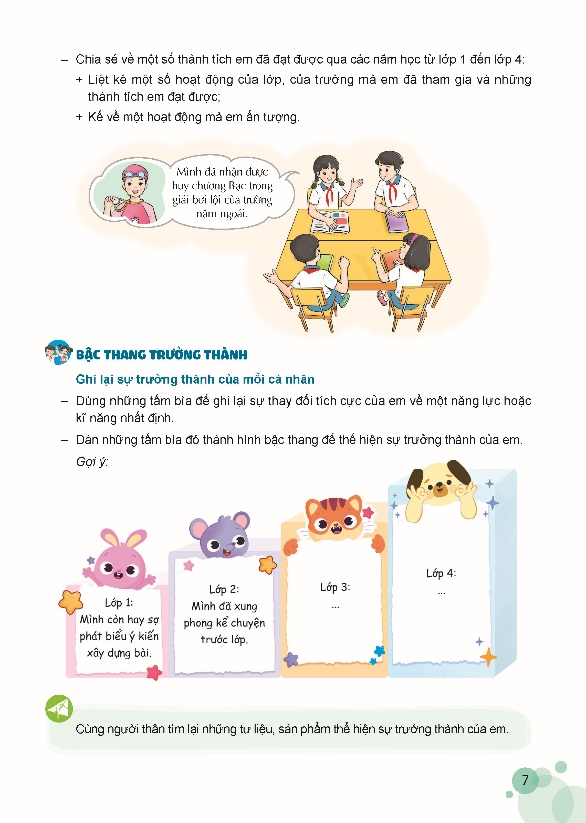 – Chia sẻ về một số thành tích em đã đạt được qua các năm học từ lớp 1 đến lớp 4:
+ Liệt kê một số hoạt động của lớp, của trường mà em đã tham gia và những
thành tích em đạt được;
+ Kể về một hoạt động mà em ấn tượng.
Mình đã nhận được
huy chương Bạc trong
giải bơi lội của trường
năm ngoái.
BẬC THANG TRƯỞNG THÀNH
Ghi lại sự trưởng thành của mỗi cá nhân
– Dùng những tấm bìa để ghi lại sự thay đổi tích cực của em về một năng lực hoặc
kĩ năng nhất định.
– Dán những tấm bìa đó thành hình bậc thang để thể hiện sự trưởng thành của em.
Gợi ý:
Lớp 1:
Mình còn hay sợ
phát biểu ý kiến
xây dựng bài.
Lớp 2:
Mình đã xung
phong kể chuyện
trước lớp.
Lớp 3:
...
Lớp 4:
...
Cùng người thân tìm lại những tư liệu, sản phẩm thể hiện sự trưởng thành của em.
7